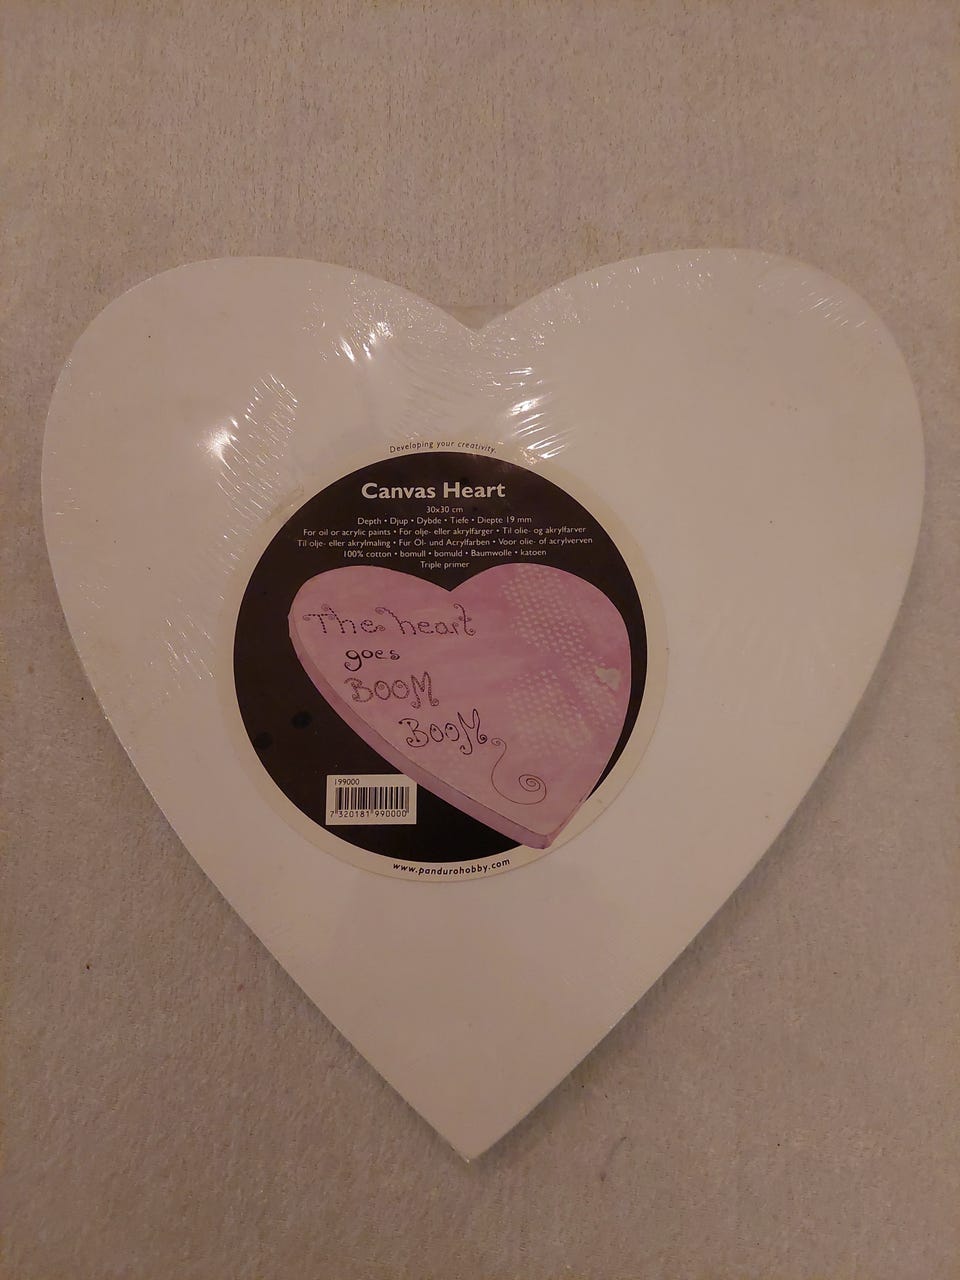 Developing your creativity.
Canvas Heart
30x30 cm
Depth • Djup • Dybde • Tiefe • Diepte 19 mm
For oil or acrylic paints • For olje- eller akrylfärger • Til olie- og akrylfarver
Til olje- eller akrylmaling • Für Öl- und Acrylfarben • Voor olie- of acrylverven
100% cotton • bomull • bomuld • Baumwolle • katoen
Triple primer
The heart
goes
BOOM
BOOM
199000
7 320181 990000
www.pandurohobby.com